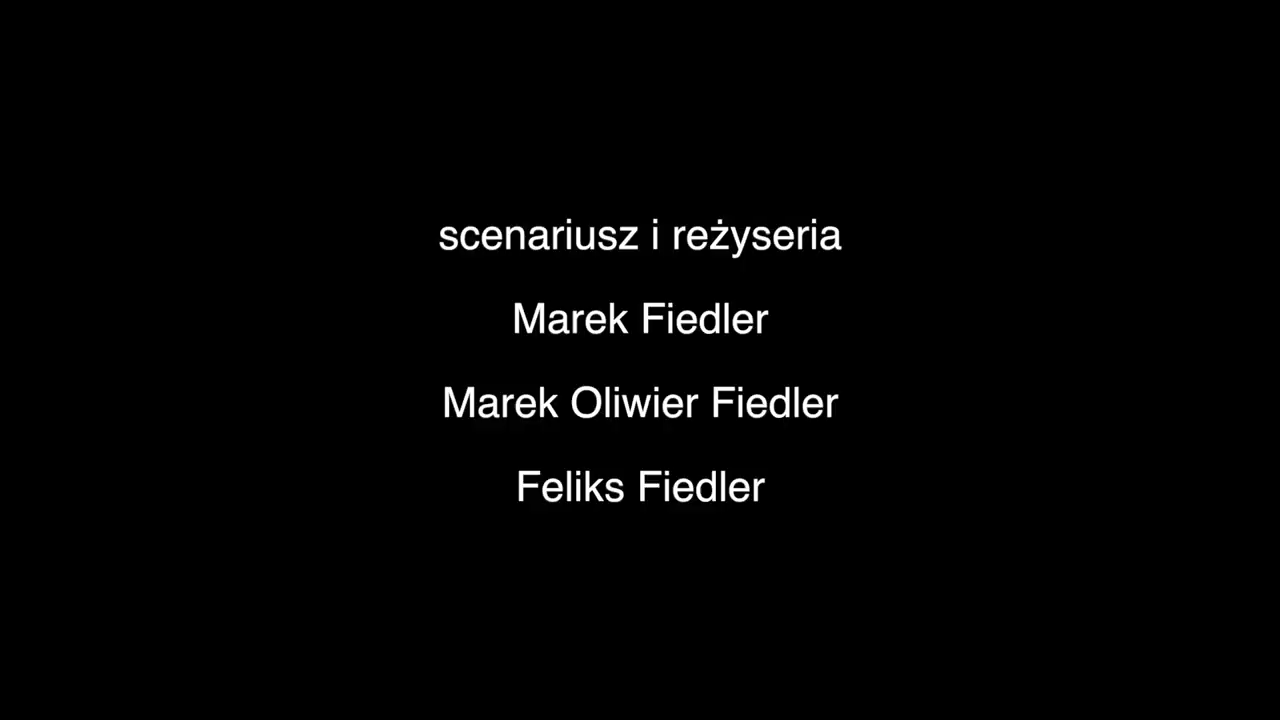 scenariusz i reżyseria
Marek Fiedler
Marek Oliwier Fiedler
Feliks Fiedler